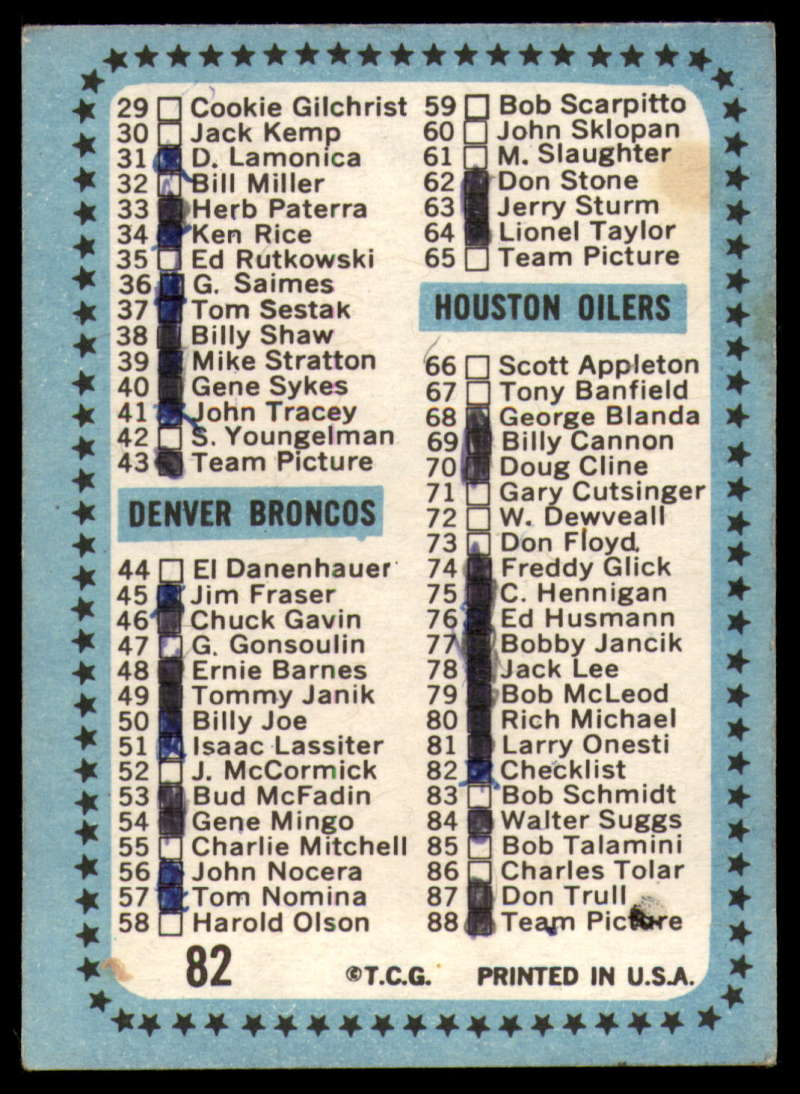 29 Cookie Gilchrist
30 Jack Kemp
31 D. Lamonica
32 Bill Miller
33 Herb Paterra
34 Ken Rice
35 Ed Rutkowski
36 G. Saimes
37 Tom Sestak
38 Billy Shaw
39 Mike Stratton
40 Gene Sykes
41 John Tracey
42 S. Youngelman
43 Team Picture
DENVER BRONCOS
44 El Danenhauer
45 Jim Fraser
46 Chuck Gavin
47 G. Gonsoulin
48 Ernie Barnes
49 Tommy Janik
50 Billy Joe
51 Isaac Lassiter
52 J. McCormick
53 Bud McFadin
54 Gene Mingo
55 Charlie Mitchell
56 John Nocera
57 Tom Nomina
58 Harold Olson
59 Bob Scarpitto
60 John Sklopan
61 M. Slaughter
62 Don Stone
63 Jerry Sturm
64 Lionel Taylor
65 Team Picture
HOUSTON OILERS
66 Scott Appleton
67 Tony Banfield
68 George Blanda
69 Billy Cannon
70 Doug Cline
71 Gary Cutsinger
72 W. Dewveall
73 Don Floyd
74 Freddy Glick
75 C. Hennigan
76 Ed Husmann
77 Bobby Jancik
78 Jack Lee
79 Bob McLeod
80 Rich Michael
81 Larry Onesti
82 Checklist
83 Bob Schmidt
84 Walter Suggs
85 Bob Talamini
86 Charles Tolar
87 Don Trull
88 Team Picture
82 ©T.C.G. PRINTED IN U.S.A.